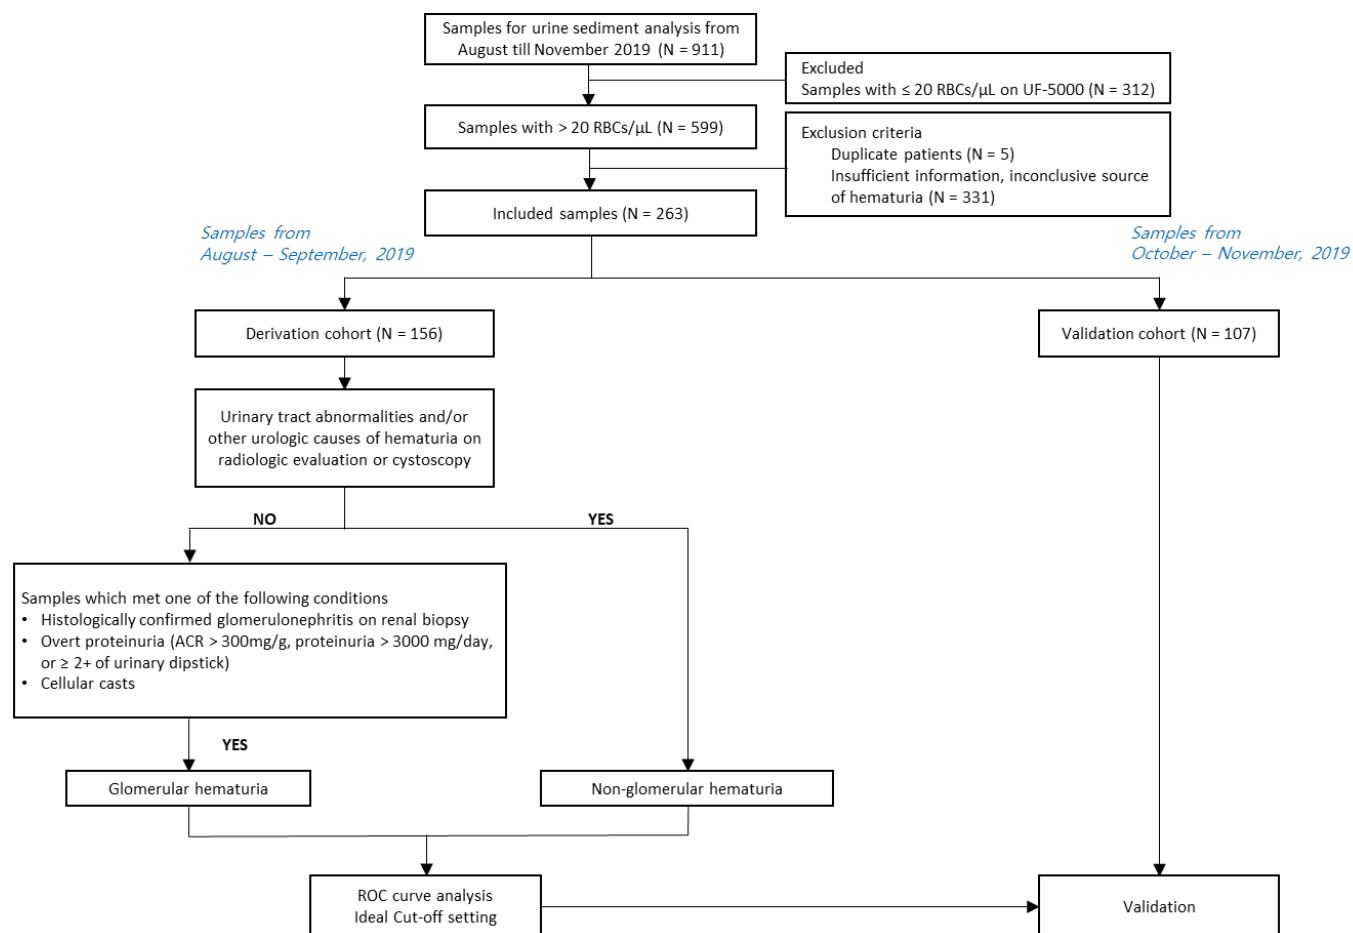 Samples for urine sediment analysis from
August till November 2019 (N = 911)
Excluded
Samples with ≤ 20 RBCs/μL on UF-5000 (N = 312)
Samples with > 20 RBCs/μL (N = 599)
Exclusion criteria
Duplicate patients (N = 5)
Insufficient information, inconclusive source
of hematuria (N = 331)
Included samples (N = 263)
Samples from
August – September, 2019
Samples from
October – November, 2019
Derivation cohort (N = 156)
Validation cohort (N = 107)
Urinary tract abnormalities and/or
other urologic causes of hematuria on
radiologic evaluation or cystoscopy
NO
YES
Samples which met one of the following conditions
• Histologically confirmed glomerulonephritis on renal biopsy
• Overt proteinuria (ACR > 300mg/g, proteinuria > 3000 mg/day,
or ≥ 2+ of urinary dipstick)
• Cellular casts
YES
Glomerular hematuria
Non-glomerular hematuria
ROC curve analysis
Ideal Cut-off setting
Validation